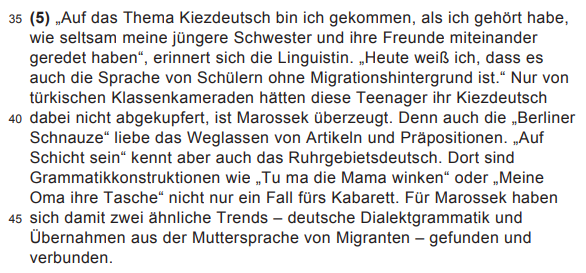 35 (5) „Auf das Thema Kiezdeutsch bin ich gekommen, als ich gehört habe,
wie seltsam meine jüngere Schwester und ihre Freunde miteinander
geredet haben“, erinnert sich die Linguistin. „Heute weiß ich, dass es
auch die Sprache von Schülern ohne Migrationshintergrund ist.“ Nur von
türkischen Klassenkameraden hätten diese Teenager ihr Kiezdeutsch
40 dabei nicht abgekupfert, ist Marossek überzeugt. Denn auch die „Berliner
Schnauze“ liebe das Weglassen von Artikeln und Präpositionen. „Auf
Schicht sein“ kennt aber auch das Ruhrgebietsdeutsch. Dort sind
Grammatikkonstruktionen wie „Tu ma die Mama winken“ oder „Meine
Oma ihre Tasche“ nicht nur ein Fall fürs Kabarett. Für Marossek haben
45 sich damit zwei ähnliche Trends – deutsche Dialektgrammatik und
Übernahmen aus der Muttersprache von Migranten – gefunden und
verbunden.